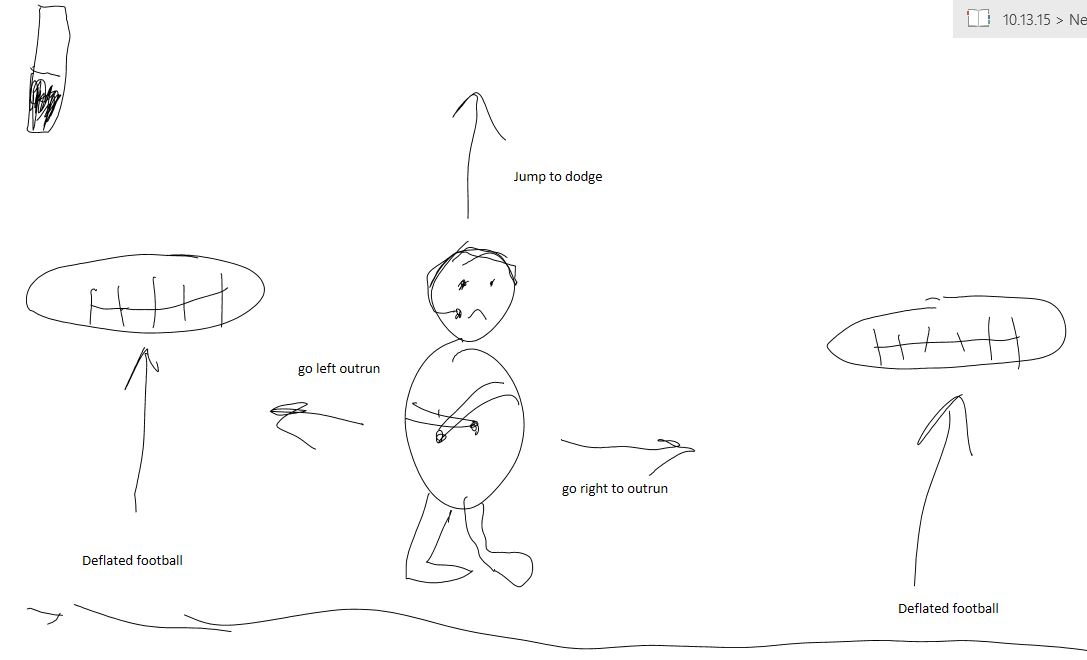 10.13.15 > Ne
Jump to dodge
go left outrun
go right to outrun
Deflated football
Deflated football